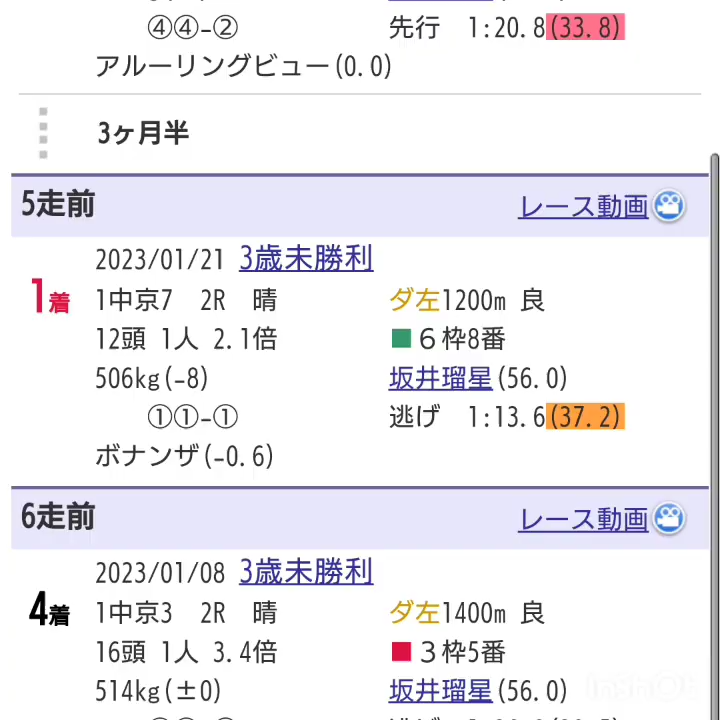 ④④-② 先行 1:20.8(33.8)
アルーリングビュー(0.0)
3ヶ月半
5走前 レース動画
2023/01/21 3歳未勝利
1着 1中京7 2R 晴 ダ左1200m 良
12頭 1人 2.1倍 ■6枠8番
506kg(-8) 坂井瑠星(56.0)
①①-① 逃げ 1:13.6(37.2)
ボナンザ(-0.6)
6走前 レース動画
2023/01/08 3歳未勝利
4着 1中京3 2R 晴 ダ左1400m 良
16頭 1人 3.4倍 ■3枠5番
514kg(±0) 坂井瑠星(56.0)
InShOt